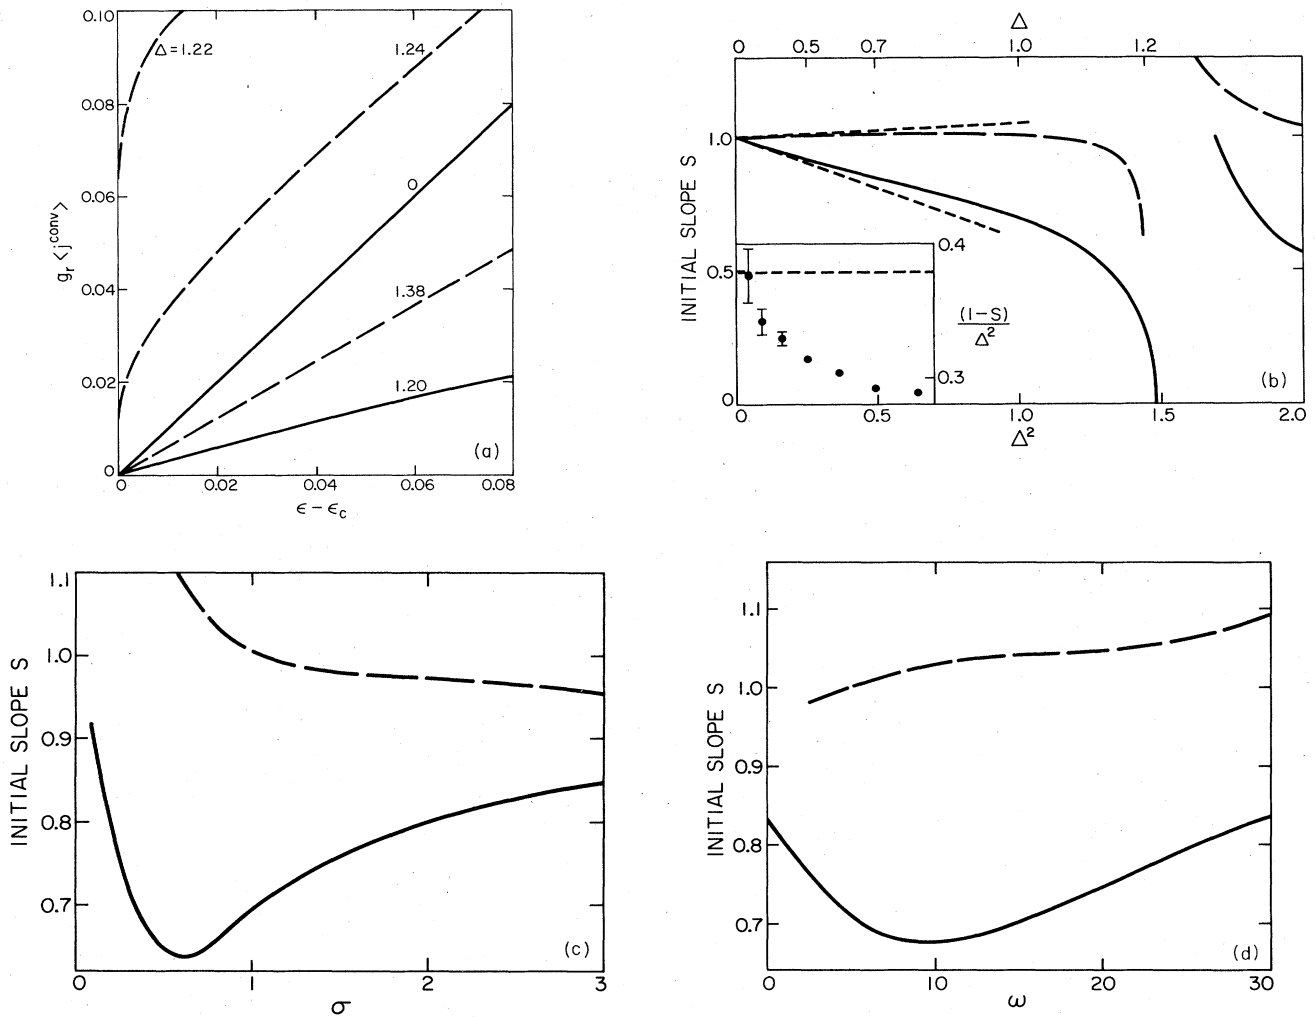 0.10
Δ=1.22
1.24
0.08
0.06
0
g_r <j^conv>
0.04
1.38
0.02
1.20
(a)
0
0 0.02 0.04 0.06 0.08
ϵ − ϵ_c
Δ
0 0.5 0.7 1.0 1.2
1.0
INITIAL SLOPE S
0.4
0.5
(1−S)
Δ²
0.3
(b)
0
0 0.5 1.0 1.5 2.0
Δ²
1.1
1.0
INITIAL SLOPE S
0.9
0.8
0.7
(c)
0 1 2 3
σ
1.1
1.0
INITIAL SLOPE S
0.9
0.8
0.7
(d)
0 10 20 30
ω